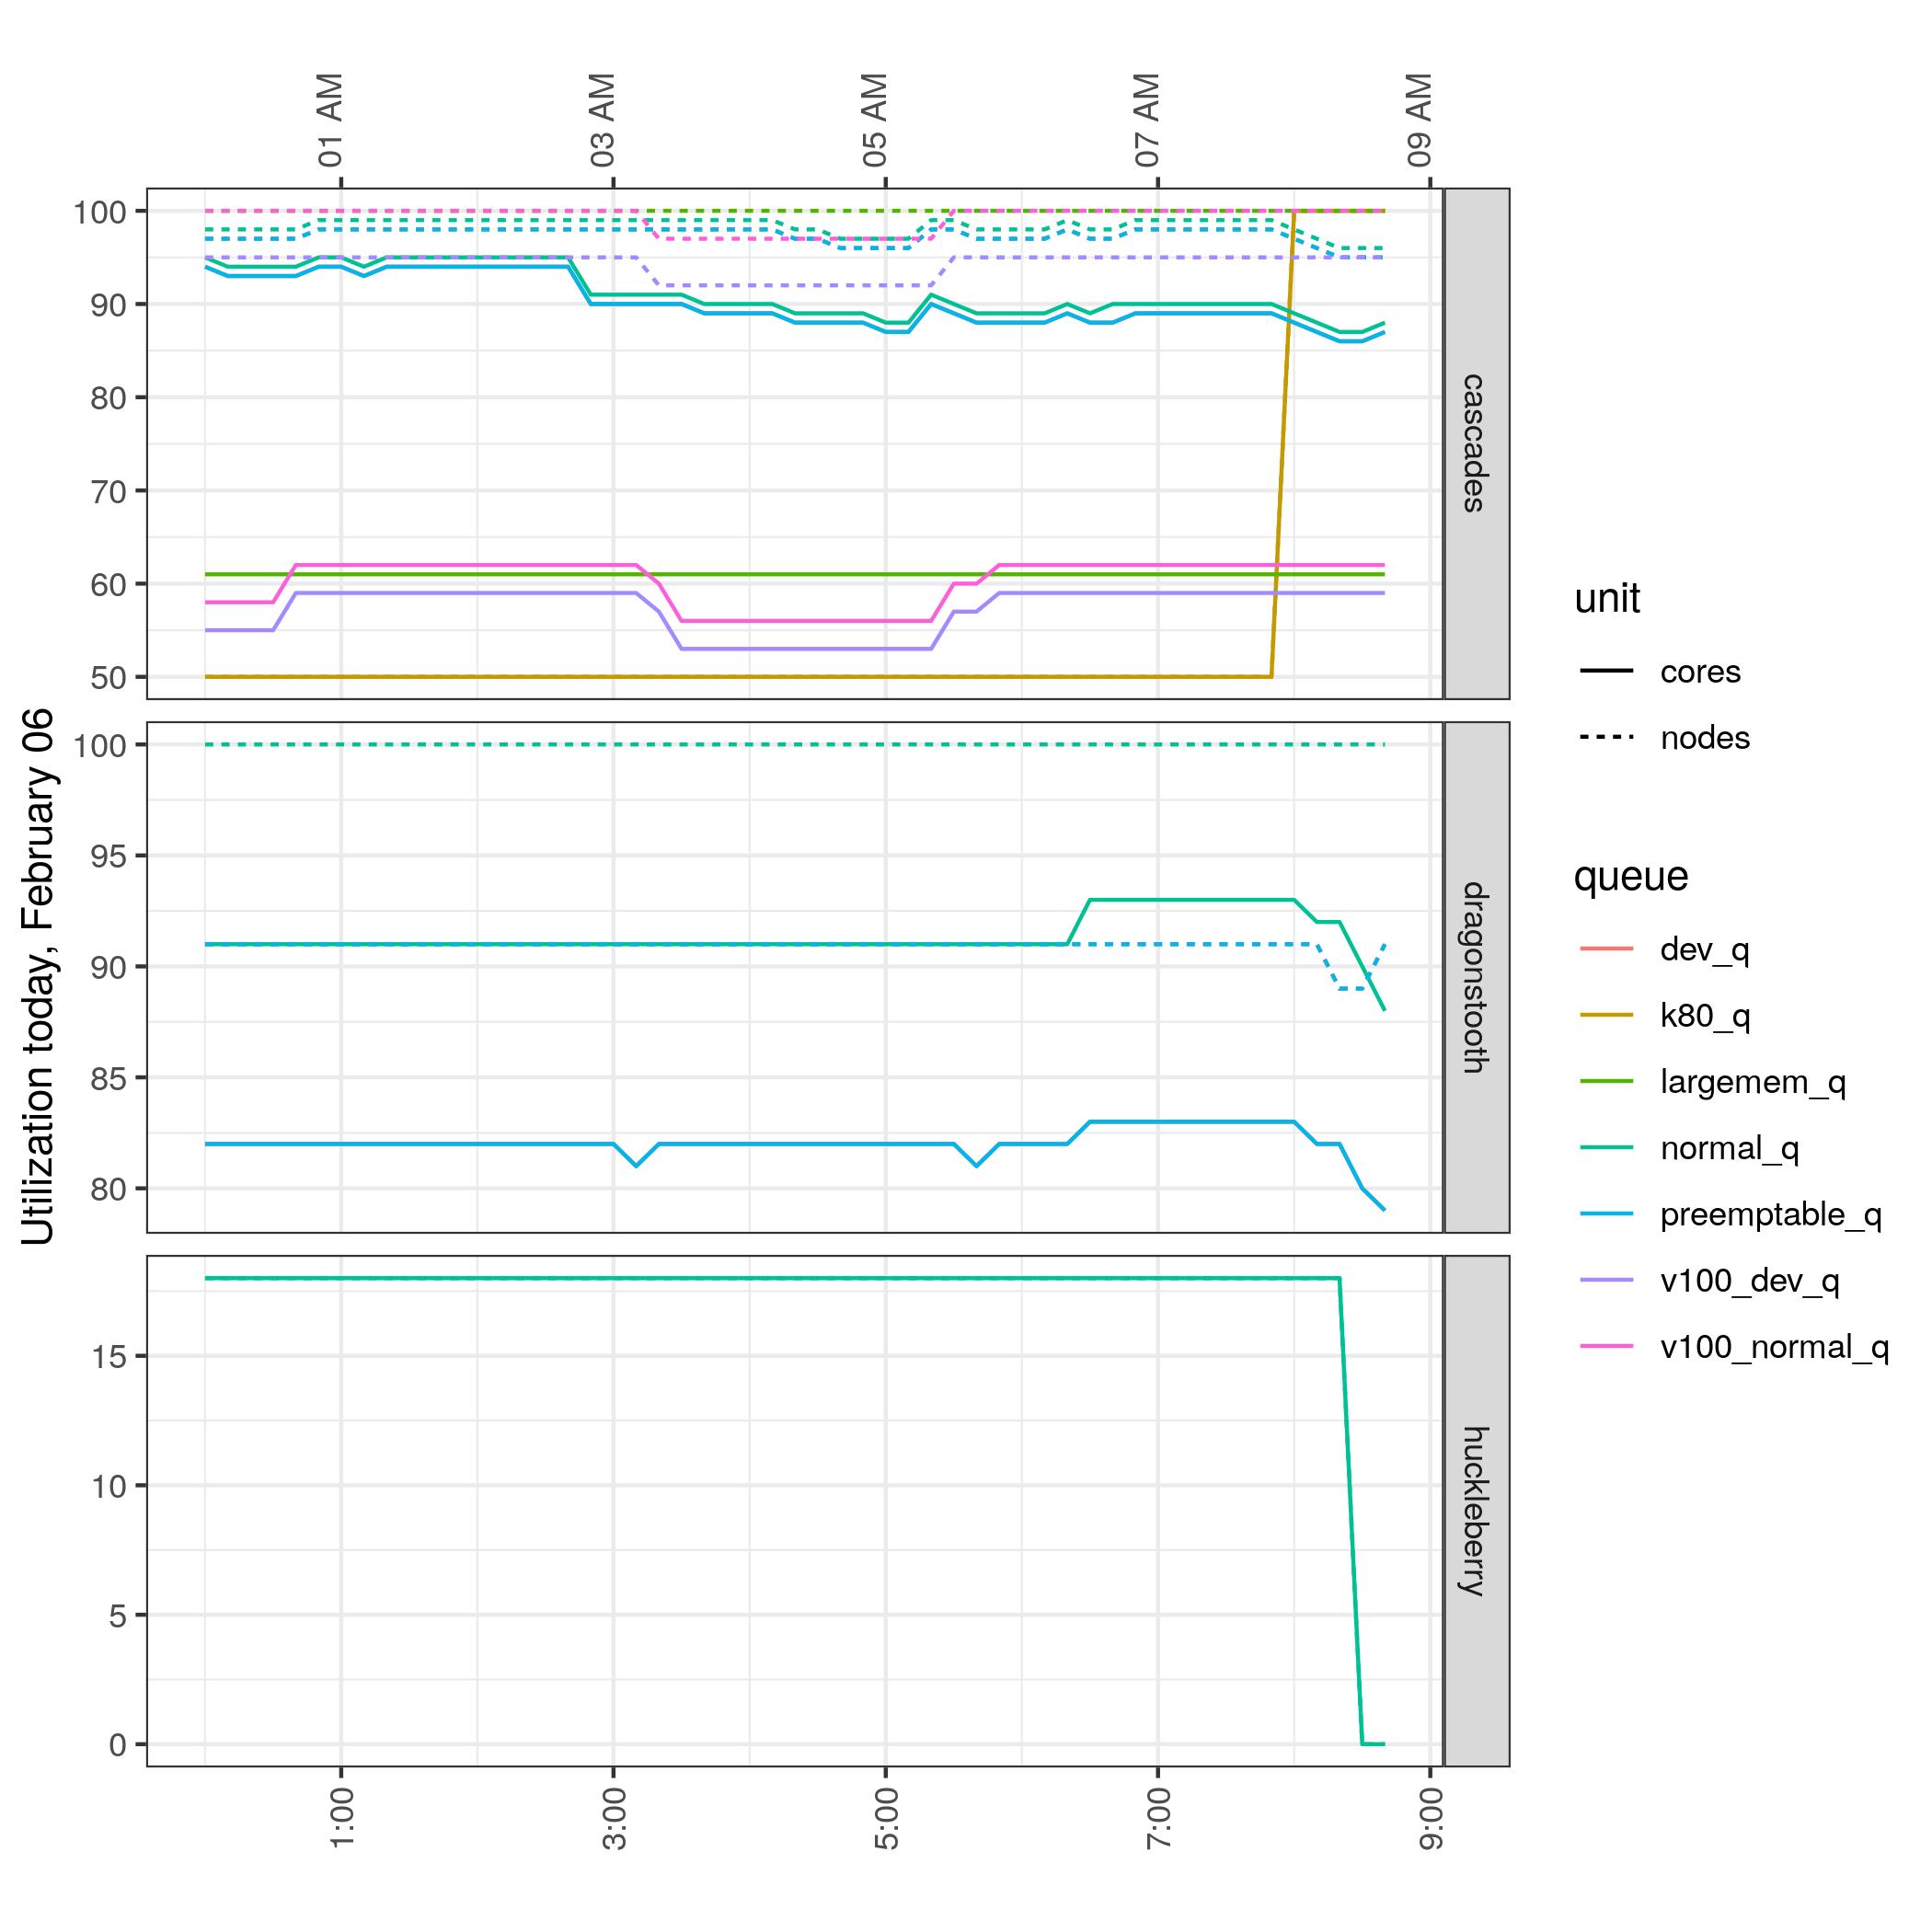 01 AM
03 AM
05 AM
07 AM
09 AM
Utilization today, February 06
100
90
80
70
60
50
cascades
100
95
90
85
80
dragonstooth
15
10
5
0
huckleberry
1:00
3:00
5:00
7:00
9:00
unit
cores
nodes
queue
dev_q
k80_q
largemem_q
normal_q
preemptable_q
v100_dev_q
v100_normal_q